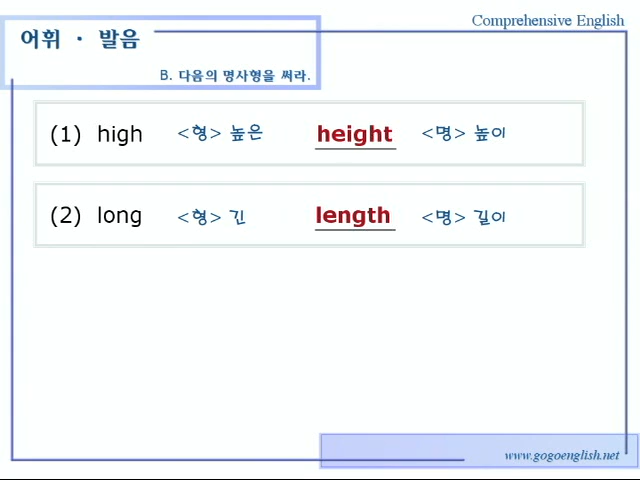 Comprehensive English
어휘 · 발음
B. 다음의 명사형을 써라.
(1) high <형> 높은 height <명> 높이
(2) long <형> 긴 length <명> 길이
www.gogoenglish.net